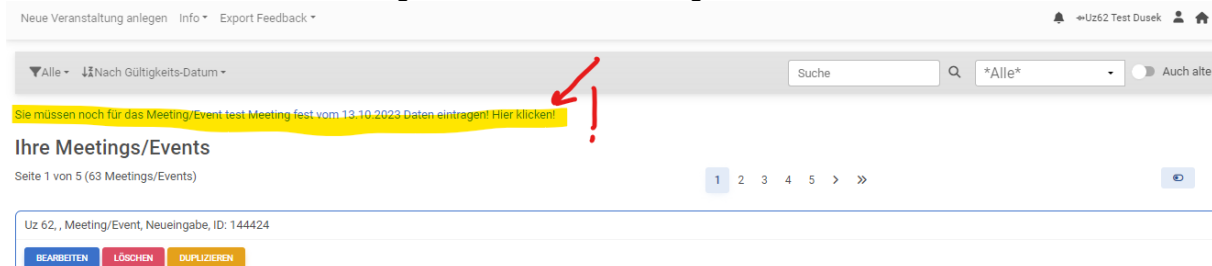 Neue Veranstaltung anlegen Info Export Feedback Uz62 Test Dusek
Alle Nach Gültigkeits-Datum Suche *Alle* Auch alte
Sie müssen noch für das Meeting/Event test Meeting fest vom 13.10.2023 Daten eintragen! Hier klicken!
Ihre Meetings/Events
Seite 1 von 5 (63 Meetings/Events) 1 2 3 4 5 > >>
Uz 62, , Meeting/Event, Neueingabe, ID: 144424
BEARBEITEN LÖSCHEN DUPLIZIEREN